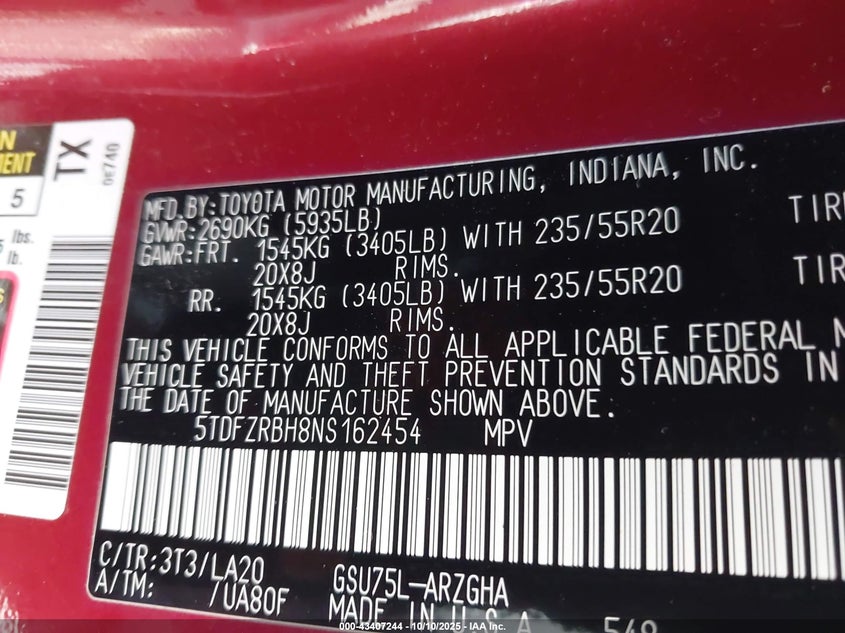 N
MENT
5
lbs.
lb.
S
TX
0E740
MFD.BY:TOYOTA MOTOR MANUFACTURING, INDIANA, INC.
GVWR:2690KG (5935LB)
GAWR:FRT. 1545KG (3405LB) WITH 235/55R20 TIR
20X8J RIMS.
RR. 1545KG (3405LB) WITH 235/55R20 TIR
20X8J RIMS.
THIS VEHICLE CONFORMS TO ALL APPLICABLE FEDERAL M
VEHICLE SAFETY AND THEFT PREVENTION STANDARDS IN
THE DATE OF MANUFACTURE SHOWN ABOVE.
5TDFZRBH8NS162454 MPV
C/TR:3T3/LA20 GSU75L-ARZGHA
A/TM: /UA80F MADE IN U.S.A.
000-43407244 - 10/10/2025 - IAA Inc.